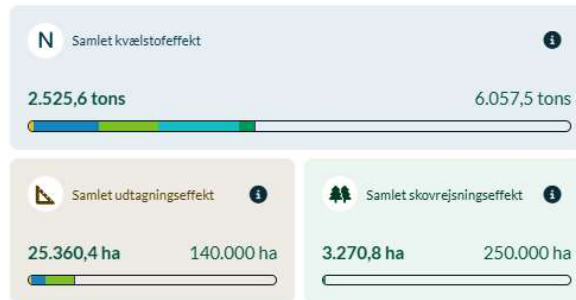 N Samlet kvælstofeffekt
2.525,6 tons 6.057,5 tons
Samlet udtagningseffekt
25.360,4 ha 140.000 ha
Samlet skovrejsningseffekt
3.270,8 ha 250.000 ha